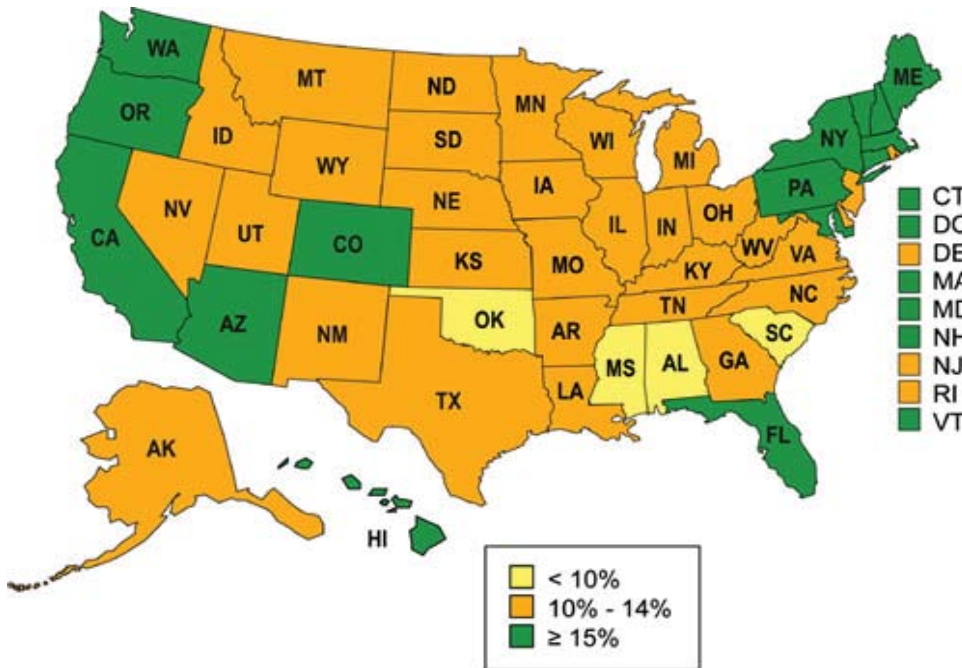 WA
MT
ND
MN
ME
OR
ID
SD
WI
NY
WY
MI
PA
IA
NE
NV
OH
IL
IN
UT
CO
CA
WV
VA
KS
MO
KY
NC
TN
OK
AZ
NM
AR
SC
MS
AL
GA
LA
TX
FL
AK
HI
CT
DC
DE
MA
MD
NH
NJ
RI
VT
< 10%
10% - 14%
≥ 15%